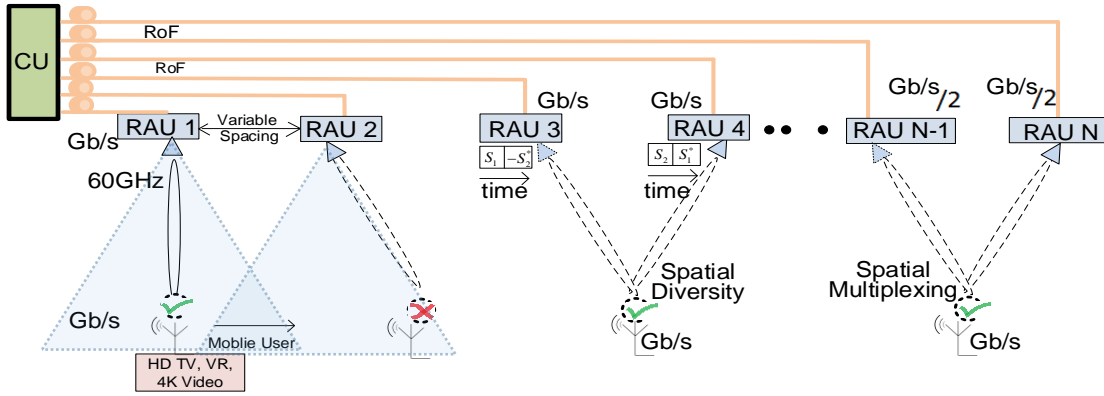 CU
RoF
RoF
RAU 1
Variable
Spacing
RAU 2
RAU 3
RAU 4
RAU N-1
RAU N
Gb/s
Gb/s
Gb/s
Gb/s/2
Gb/s/2
60GHz
S₁ -S₂*
time
S₂ S₁*
time
Gb/s
Moblie User
HD TV, VR,
4K Video
Spatial
Diversity
Gb/s
Spatial
Multiplexing
Gb/s